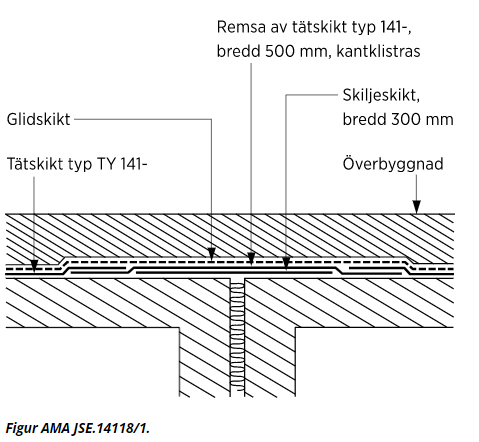 Remsa av tätskikt typ 141-,
bredd 500 mm, kantklistras
Skiljeskikt,
bredd 300 mm
Glidskikt
Tätskikt typ TY 141-
Överbyggnad
Figur AMA JSE.14118/1.